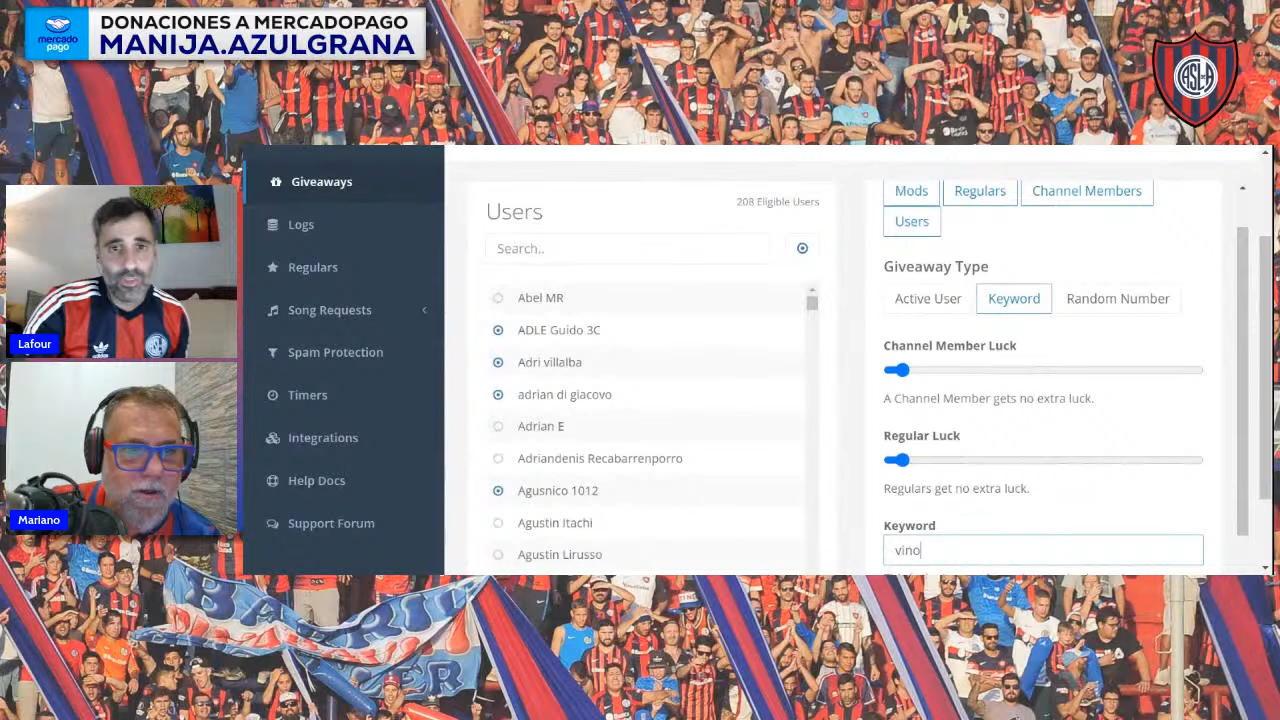 DONACIONES A MERCADOPAGO
MANIJA.AZULGRANA
mercado
pago
Giveaways
Logs
Regulars
Song Requests
Spam Protection
Timers
Integrations
Help Docs
Support Forum
Users
208 Eligible Users
Search..
Abel MR
ADLE Guido 3C
Adri villalba
adrian di giacovo
Adrian E
Adriandenis Recabarrenporro
Agusnico 1012
Agustin Itachi
Agustin Lirusso
Mods
Regulars
Channel Members
Users
Giveaway Type
Active User
Keyword
Random Number
Channel Member Luck
A Channel Member gets no extra luck.
Regular Luck
Regulars get no extra luck.
Keyword
vino
Lafour
Mariano